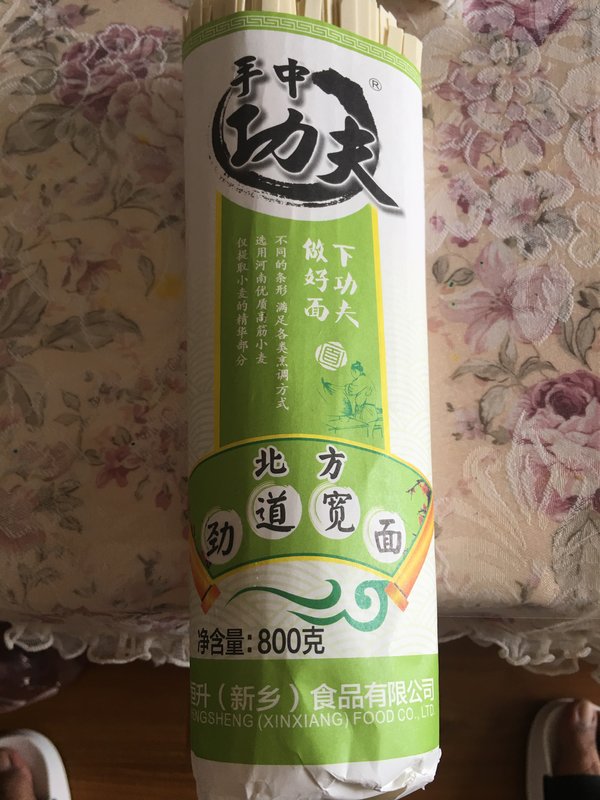 手中
功夫
®
下功夫
做好面
不同的条形 满足各类烹调方式
选用河南优质高筋小麦
仅提取小麦的精华部分
北方
劲道宽面
净含量:800克
恒升（新乡）食品有限公司
HENGSHENG (XINXIANG) FOOD CO., LTD.